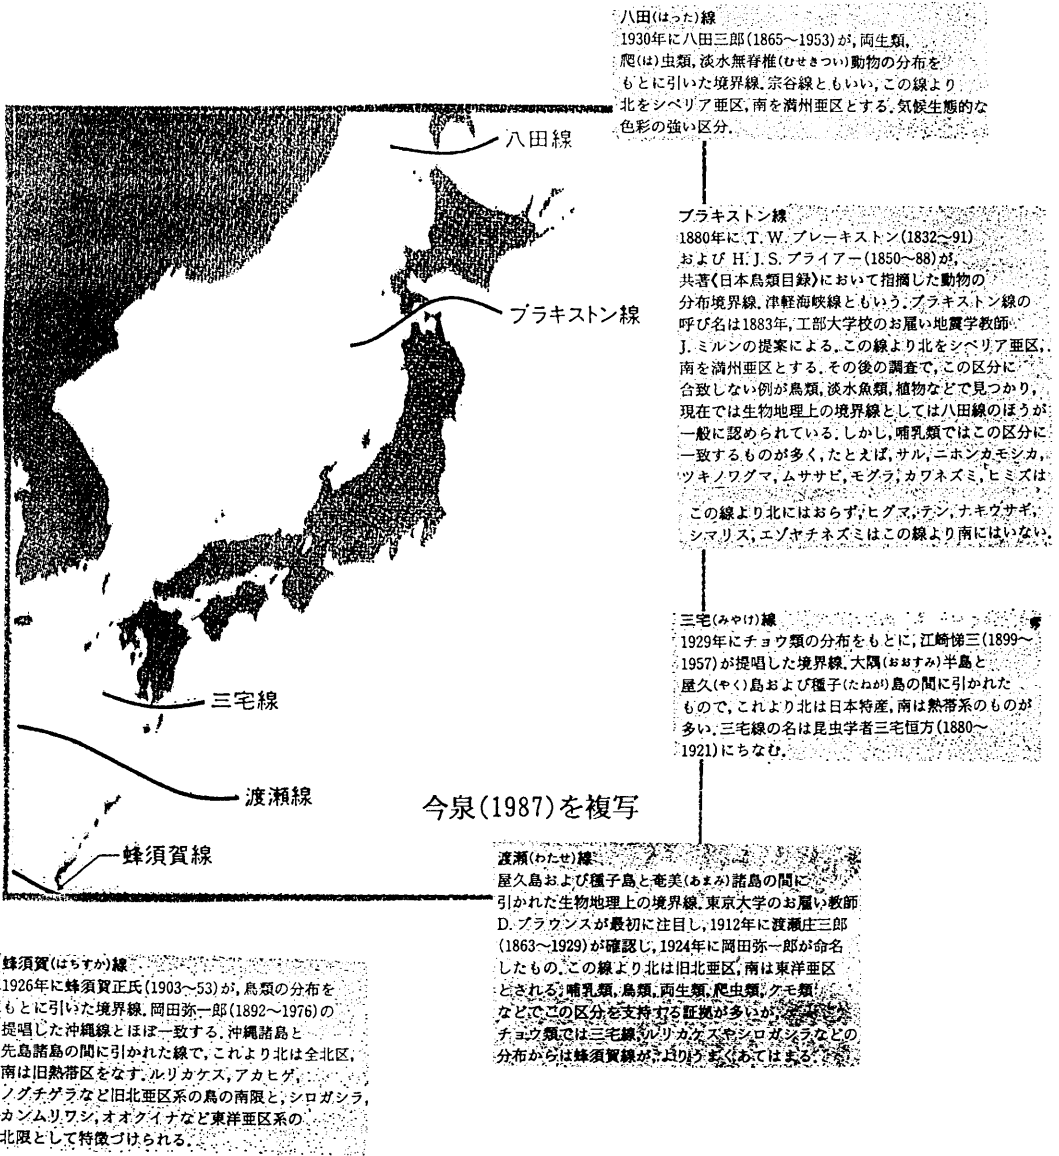 八田(はった)線
1930年に八田三郎(1865〜1953)が,両生類,
爬(は)虫類,淡水無脊椎(むせきつい)動物の分布を
もとに引いた境界線.宗谷線ともいい,この線より
北をシベリア亜区,南を満州亜区とする.気候生態的な
色彩の強い区分.
八田線
ブラキストン線
1880年に T. W. ブレーキストン(1832〜91)
および H. J. S. プライアー(1850〜88)が,
共著《日本鳥類目録》において指摘した動物の
分布境界線.津軽海峡線ともいう.ブラキストン線の
呼び名は1883年,工部大学校のお雇い地震学教師
J. ミルンの提案による.この線より北をシベリア亜区,
南を満州亜区とする.その後の調査で,この区分に
合致しない例が鳥類,淡水魚類,植物などで見つかり,
現在では生物地理上の境界線としては八田線のほうが
一般に認められている.しかし,哺乳類ではこの区分に
一致するものが多く,たとえば,サル,ニホンカモシカ,
ツキノワグマ,ムササビ,モグラ,カワネズミ,ヒミズは
この線より北にはおらず,ヒグマ,テン,ナキウサギ,
シマリス,エゾヤチネズミはこの線より南にはいない.
ブラキストン線
三宅(みやけ)線
1929年にチョウ類の分布をもとに,江崎悌三(1899〜
1957)が提唱した境界線.大隅(おおすみ)半島と
屋久(やく)島および種子(たねが)島の間に引かれた
もので,これより北は日本特産,南は熱帯系のものが
多い.三宅線の名は昆虫学者三宅恒方(1880〜
1921)にちなむ.
三宅線
渡瀬線
今泉(1987)を複写
蜂須賀線
渡瀬(わたせ)線
屋久島および種子島と奄美(あまみ)諸島の間に
引かれた生物地理上の境界線.東京大学のお雇い教師
D. ブラウンスが最初に注目し,1912年に渡瀬庄三郎
(1863〜1929)が確認し,1924年に岡田弥一郎が命名
したもの.この線より北は旧北亜区,南は東洋亜区
とされる.哺乳類,鳥類,両生類,爬虫類,クモ類
などでこの区分を支持する証拠が多いが,
チョウ類では三宅線,ルリカケスやシロガシラなどの
分布からは蜂須賀線がよりうまくあてはまる.
蜂須賀(はちすか)線
1926年に蜂須賀正氏(1903〜53)が,鳥類の分布を
もとに引いた境界線.岡田弥一郎(1892〜1976)の
提唱した沖縄線とほぼ一致する.沖縄諸島と
先島諸島の間に引かれた線で,これより北は全北区,
南は旧熱帯区をなす.ルリカケス,アカヒゲ,
ノグチゲラなど旧北亜区系の鳥の南限と,シロガシラ,
カンムリワシ,オオクイナなど東洋亜区系の
北限として特徴づけられる.